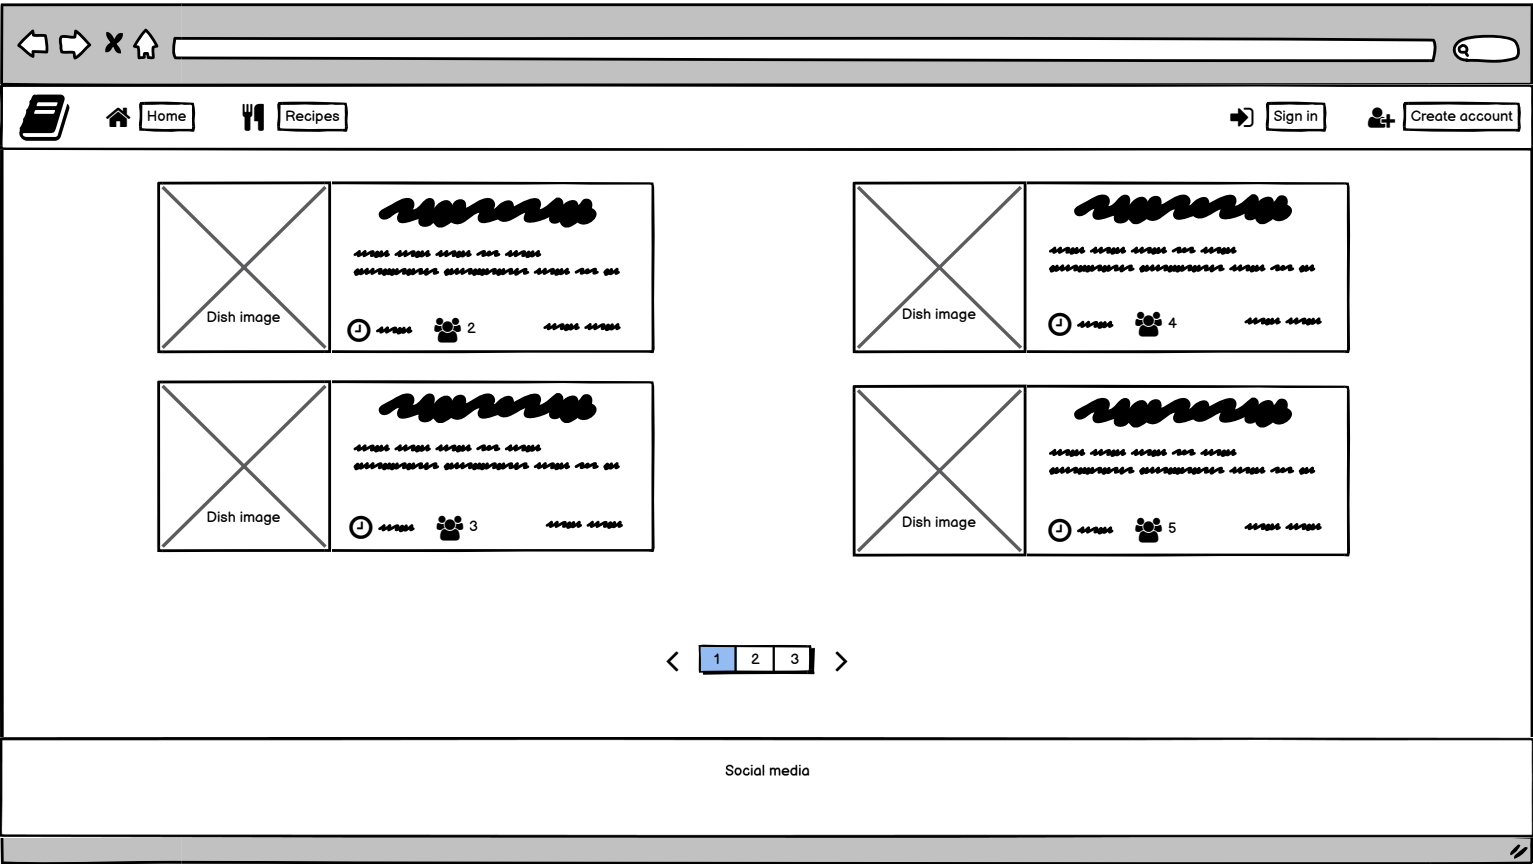 Home Recipes Sign in Create account
Dish image
2
Dish image
4
Dish image
3
Dish image
5
1 2 3
Social media